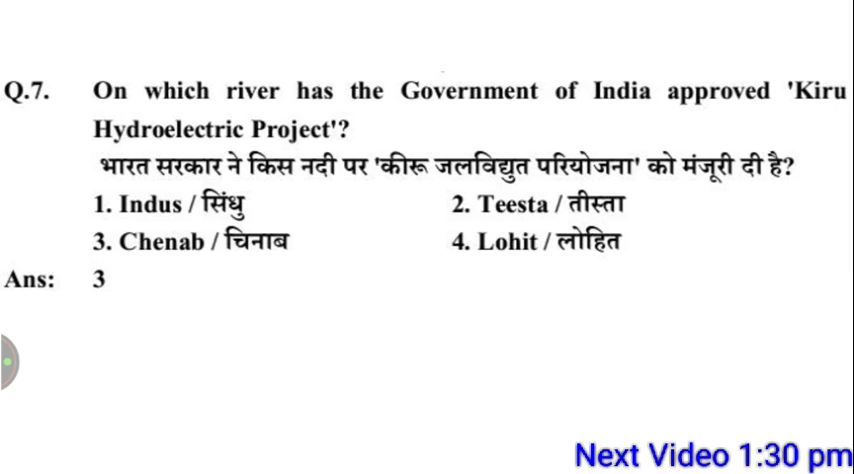 Q.7. On which river has the Government of India approved 'Kiru
Hydroelectric Project'?
भारत सरकार ने किस नदी पर 'कीरू जलविद्युत परियोजना' को मंजूरी दी है?
1. Indus / सिंधु 2. Teesta / तीस्ता
3. Chenab / चिनाब 4. Lohit / लोहित
Ans: 3
Next Video 1:30 pm